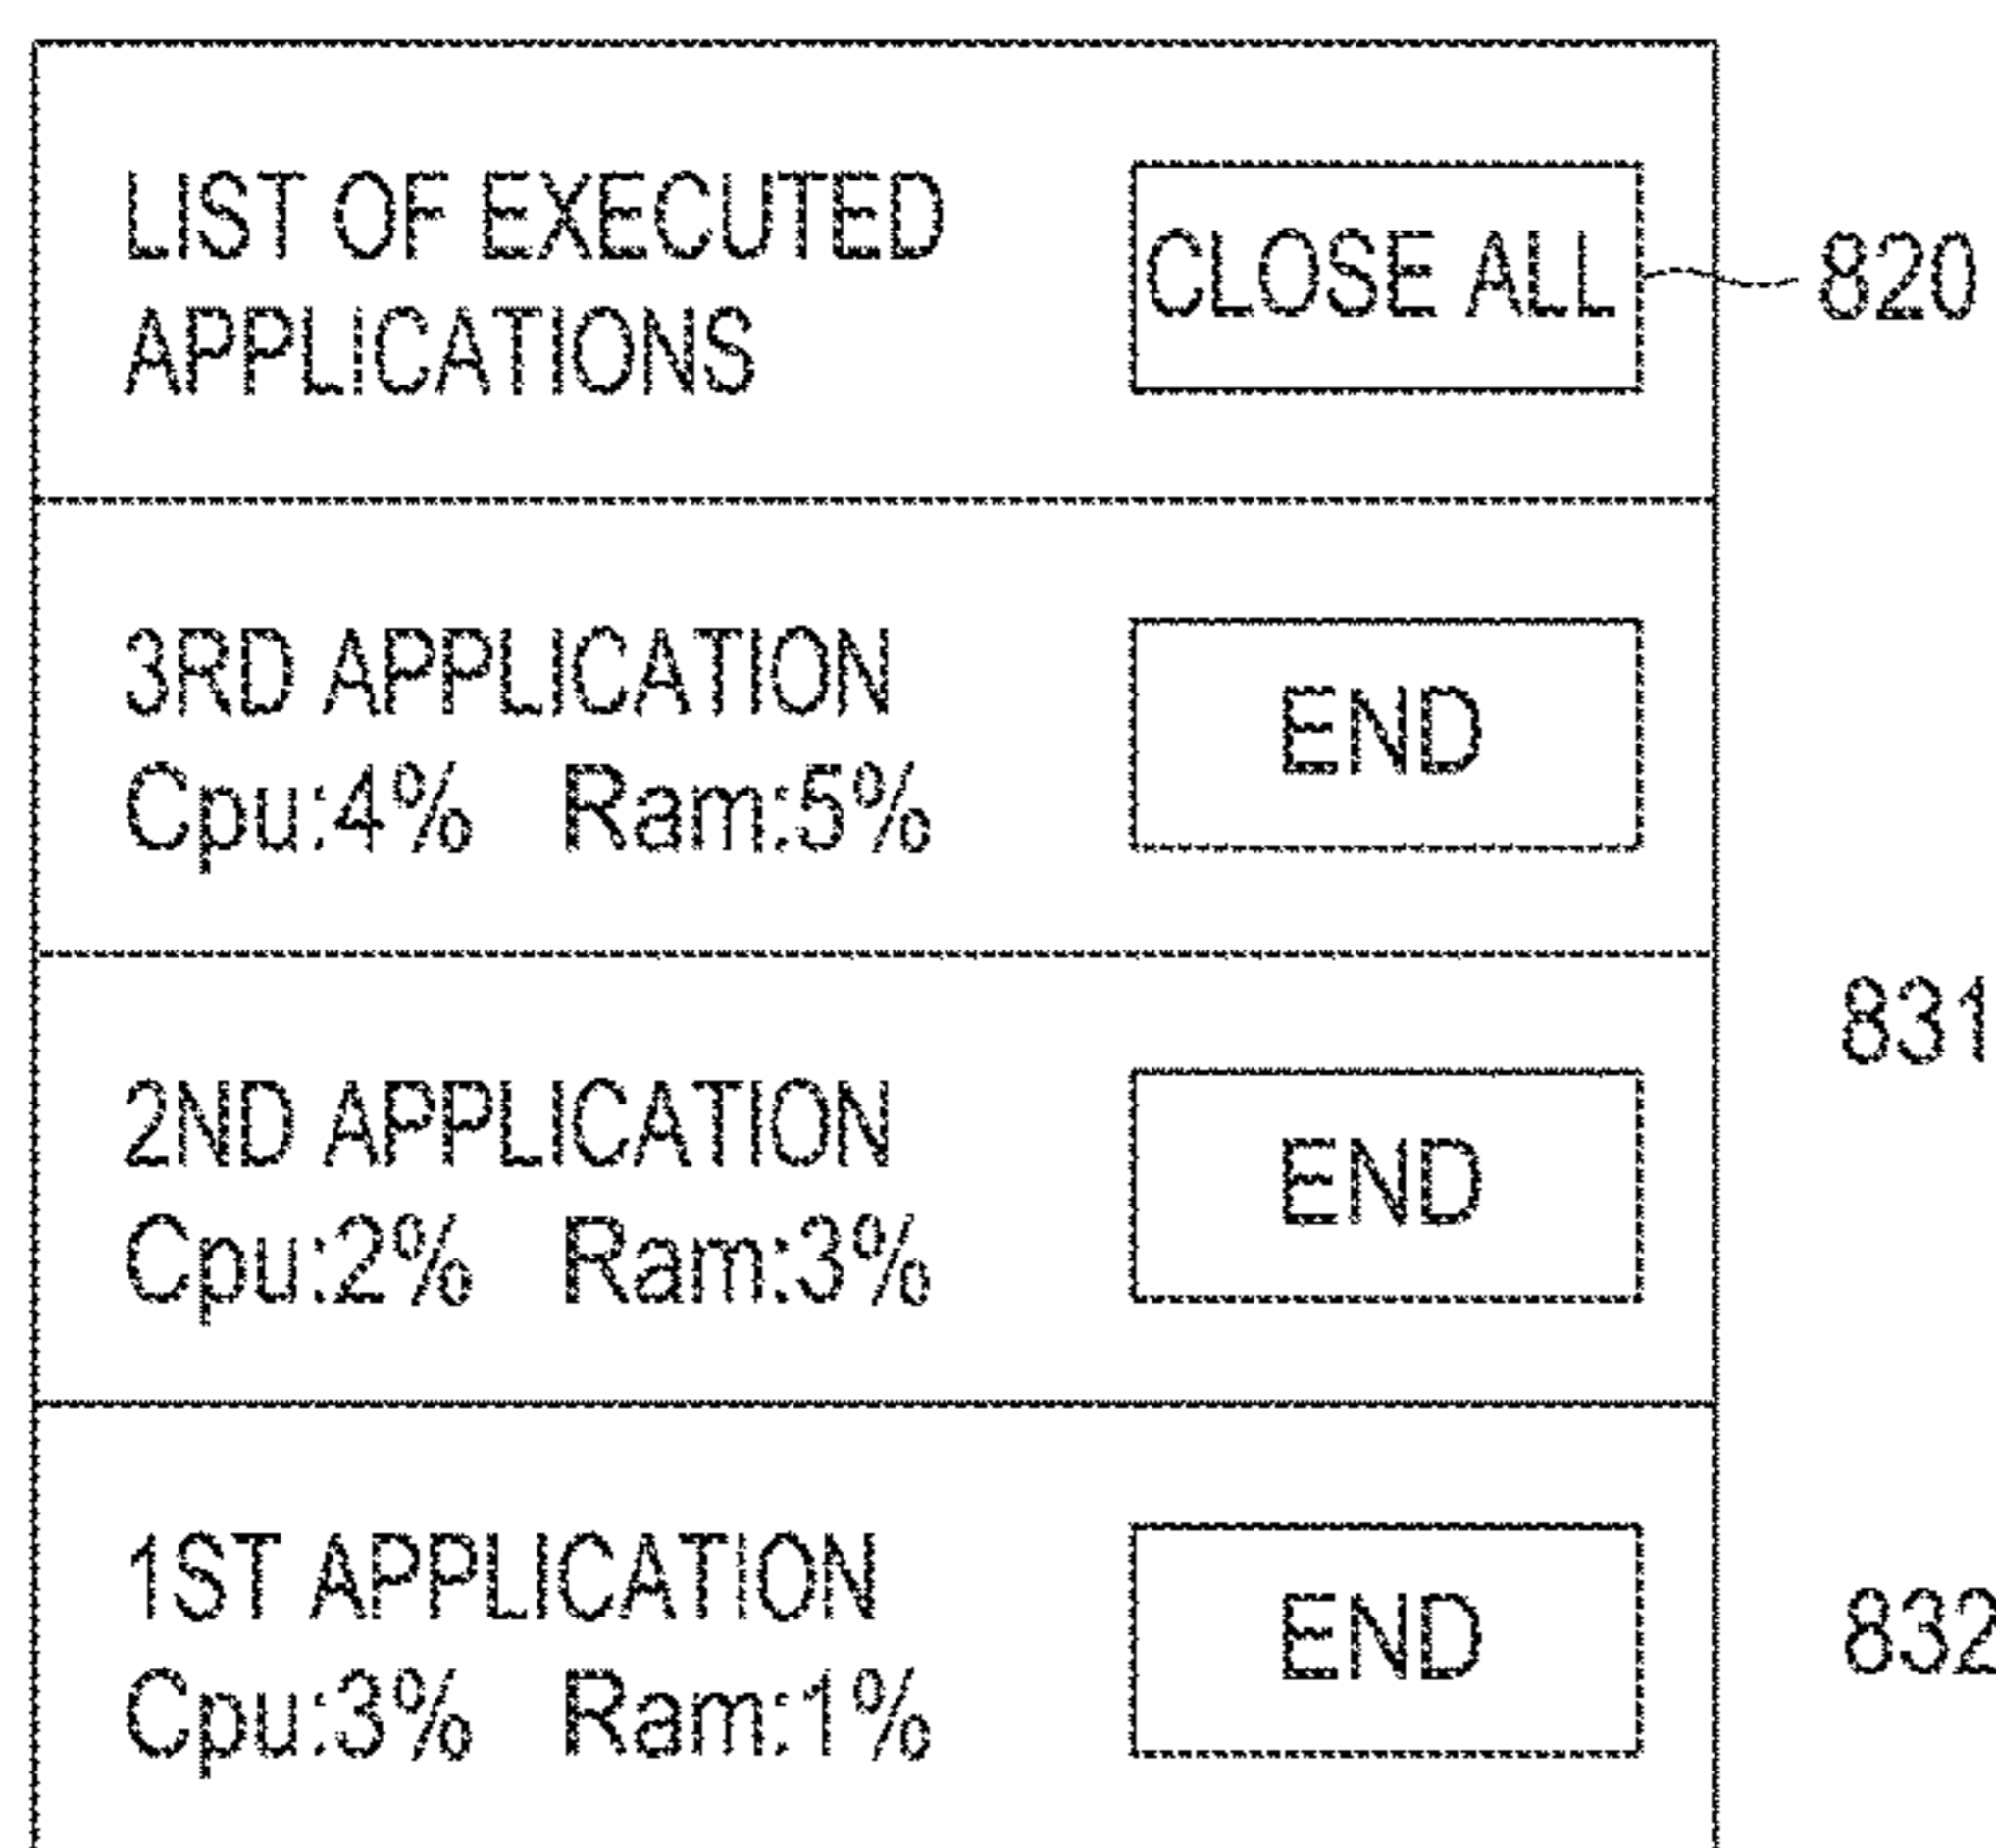 LIST OF EXECUTED
APPLICATIONS
CLOSE ALL
820
3RD APPLICATION
Cpu:4% Ram:5%
END
831
2ND APPLICATION
Cpu:2% Ram:3%
END
1ST APPLICATION
Cpu:3% Ram:1%
END
832